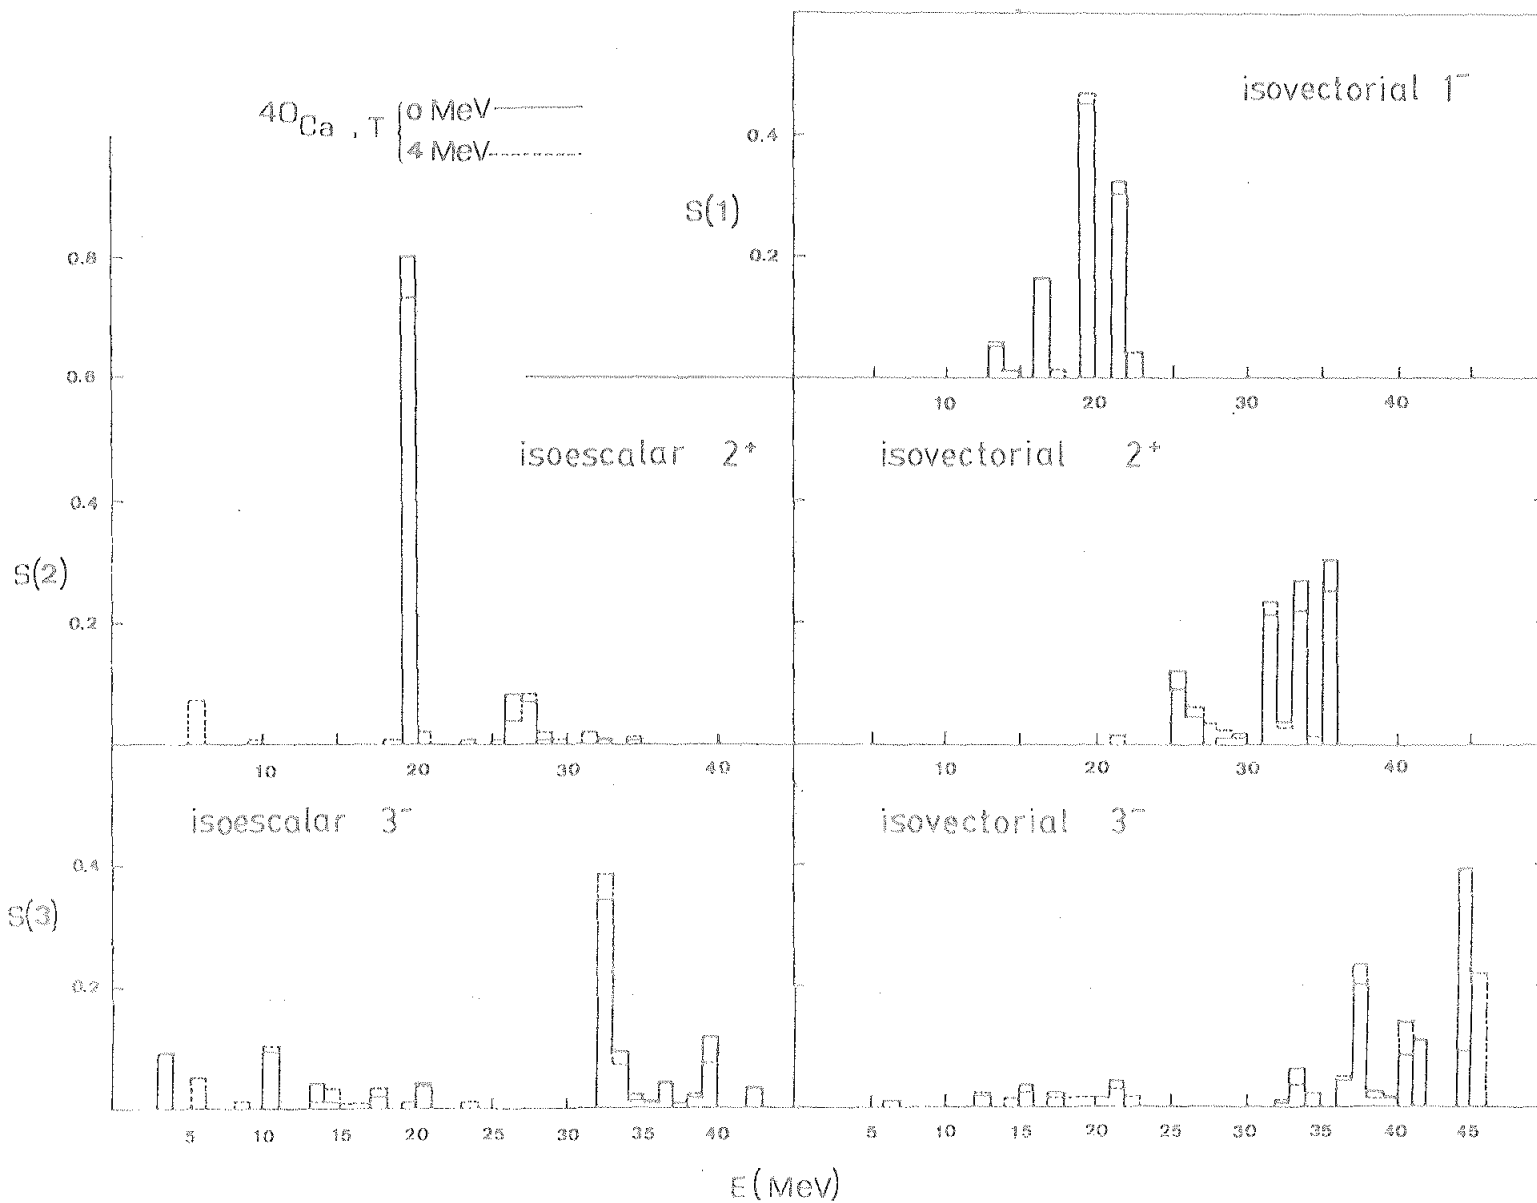 40Ca , T { 0 MeV
4 MeV
isovectorial 1-
S(1)
0.4
0.2
10 20 30 40
0.8
0.6
0.4
0.2
S(2)
isoescalar 2+
10 20 30 40
isovectorial 2+
10 20 30 40
isoescalar 3-
S(3)
0.4
0.2
5 10 15 20 25 30 35 40
isovectorial 3-
5 10 15 20 25 30 35 40 45
E(MeV)